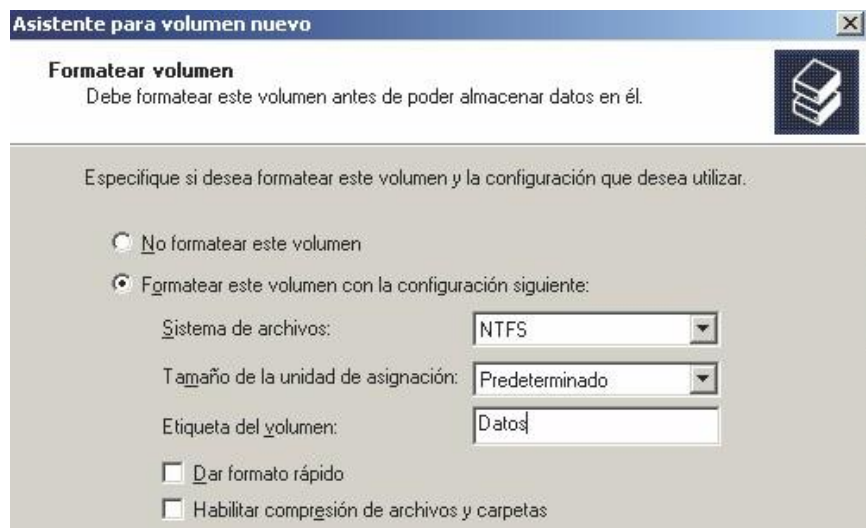 Asistente para volumen nuevo
Formatear volumen
Debe formatear este volumen antes de poder almacenar datos en él.
Especifique si desea formatear este volumen y la configuración que desea utilizar.
No formatear este volumen
Formatear este volumen con la configuración siguiente:
Sistema de archivos: NTFS
Tamaño de la unidad de asignación: Predeterminado
Etiqueta del volumen: Datos
Dar formato rápido
Habilitar compresión de archivos y carpetas